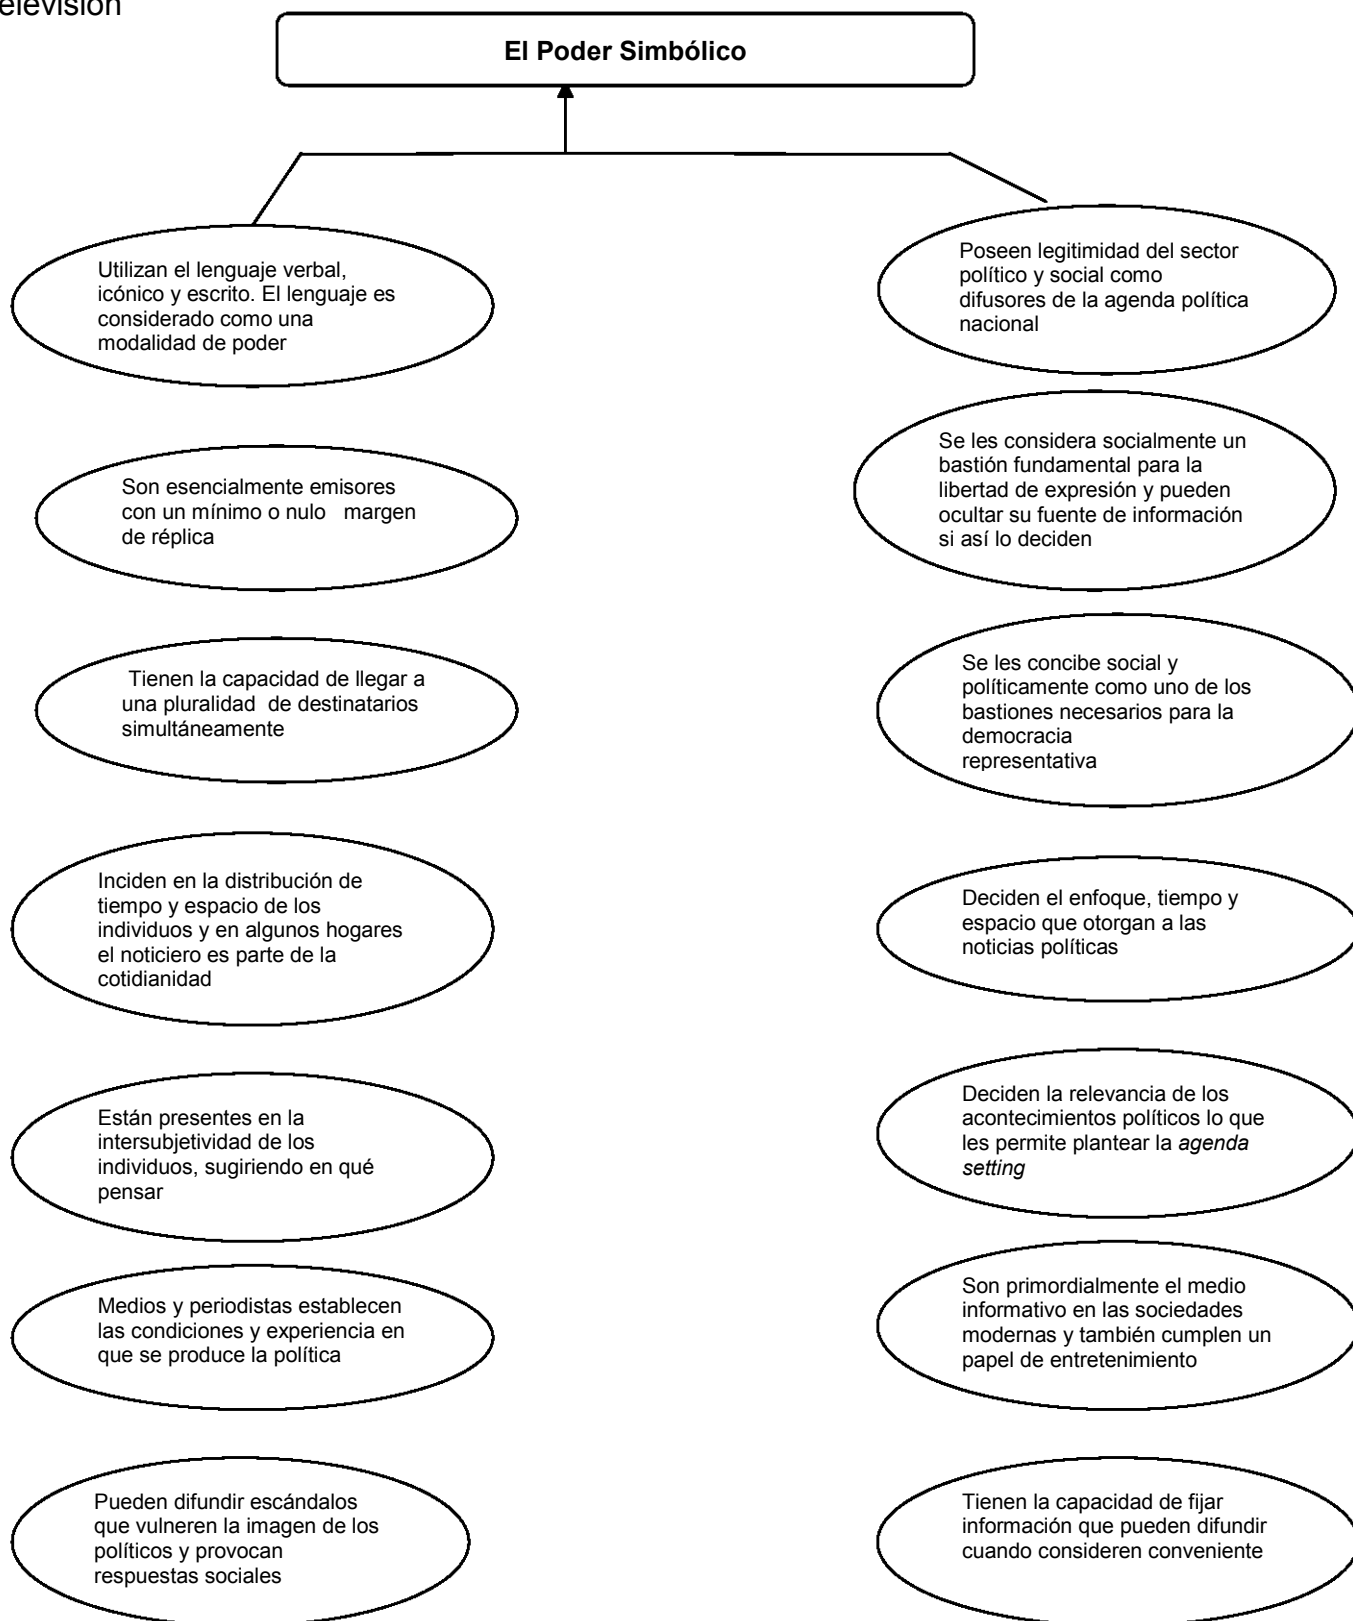 elevisión
El Poder Simbólico
Utilizan el lenguaje verbal,
icónico y escrito. El lenguaje es
considerado como una
modalidad de poder
Son esencialmente emisores
con un mínimo o nulo margen
de réplica
Tienen la capacidad de llegar a
una pluralidad de destinatarios
simultáneamente
Inciden en la distribución de
tiempo y espacio de los
individuos y en algunos hogares
el noticiero es parte de la
cotidianidad
Están presentes en la
intersubjetividad de los
individuos, sugiriendo en qué
pensar
Medios y periodistas establecen
las condiciones y experiencia en
que se produce la política
Pueden difundir escándalos
que vulneren la imagen de los
políticos y provocan
respuestas sociales
Poseen legitimidad del sector
político y social como
difusores de la agenda política
nacional
Se les considera socialmente un
bastión fundamental para la
libertad de expresión y pueden
ocultar su fuente de información
si así lo deciden
Se les concibe social y
políticamente como uno de los
bastiones necesarios para la
democracia
representativa
Deciden el enfoque, tiempo y
espacio que otorgan a las
noticias políticas
Deciden la relevancia de los
acontecimientos políticos lo que
les permite plantear la agenda
setting
Son primordialmente el medio
informativo en las sociedades
modernas y también cumplen un
papel de entretenimiento
Tienen la capacidad de fijar
información que pueden difundir
cuando consideren conveniente